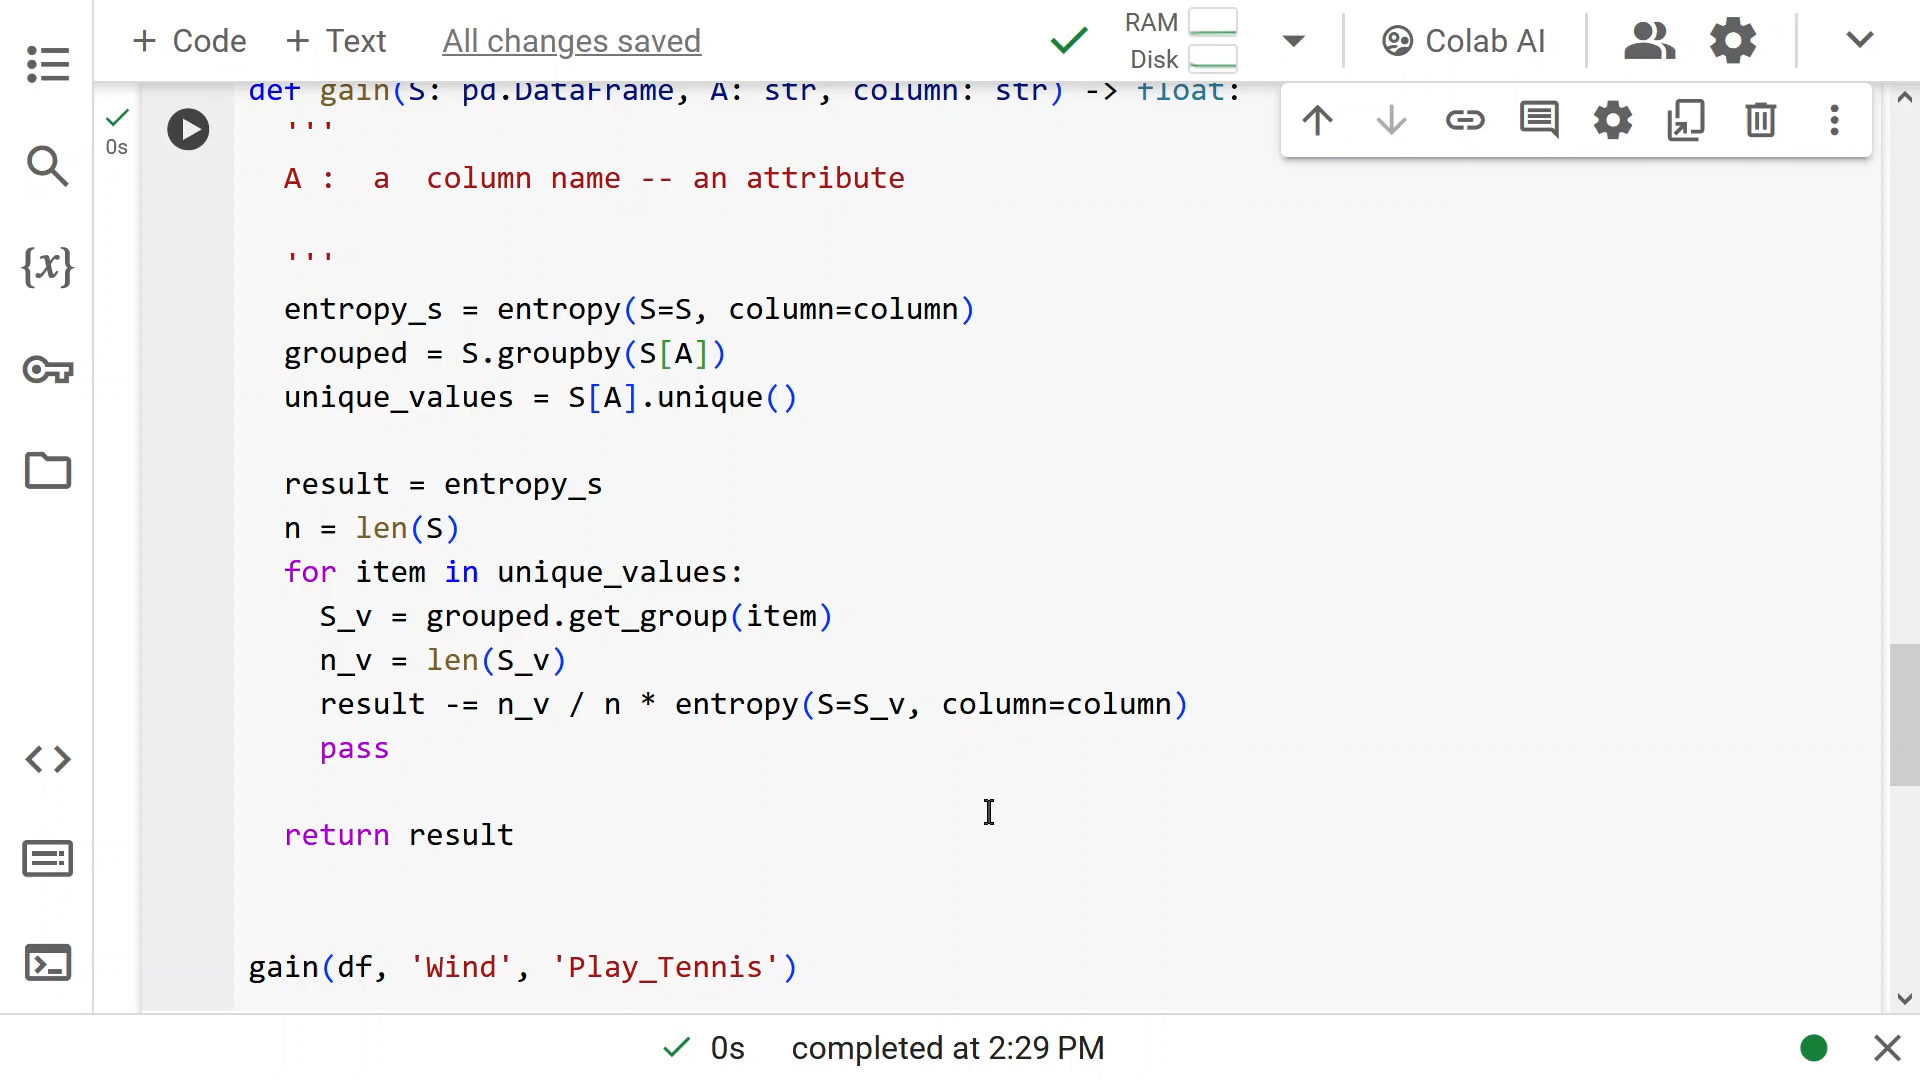 + Code + Text All changes saved RAM Disk Colab AI
def gain(S: pd.DataFrame, A: str, column: str) -> float:
0s
'''
A :  a  column name -- an attribute
'''
entropy_s = entropy(S=S, column=column)
grouped = S.groupby(S[A])
unique_values = S[A].unique()
result = entropy_s
n = len(S)
for item in unique_values:
S_v = grouped.get_group(item)
n_v = len(S_v)
result -= n_v / n * entropy(S=S_v, column=column)
pass
return result
gain(df, 'Wind', 'Play_Tennis')
0s completed at 2:29 PM